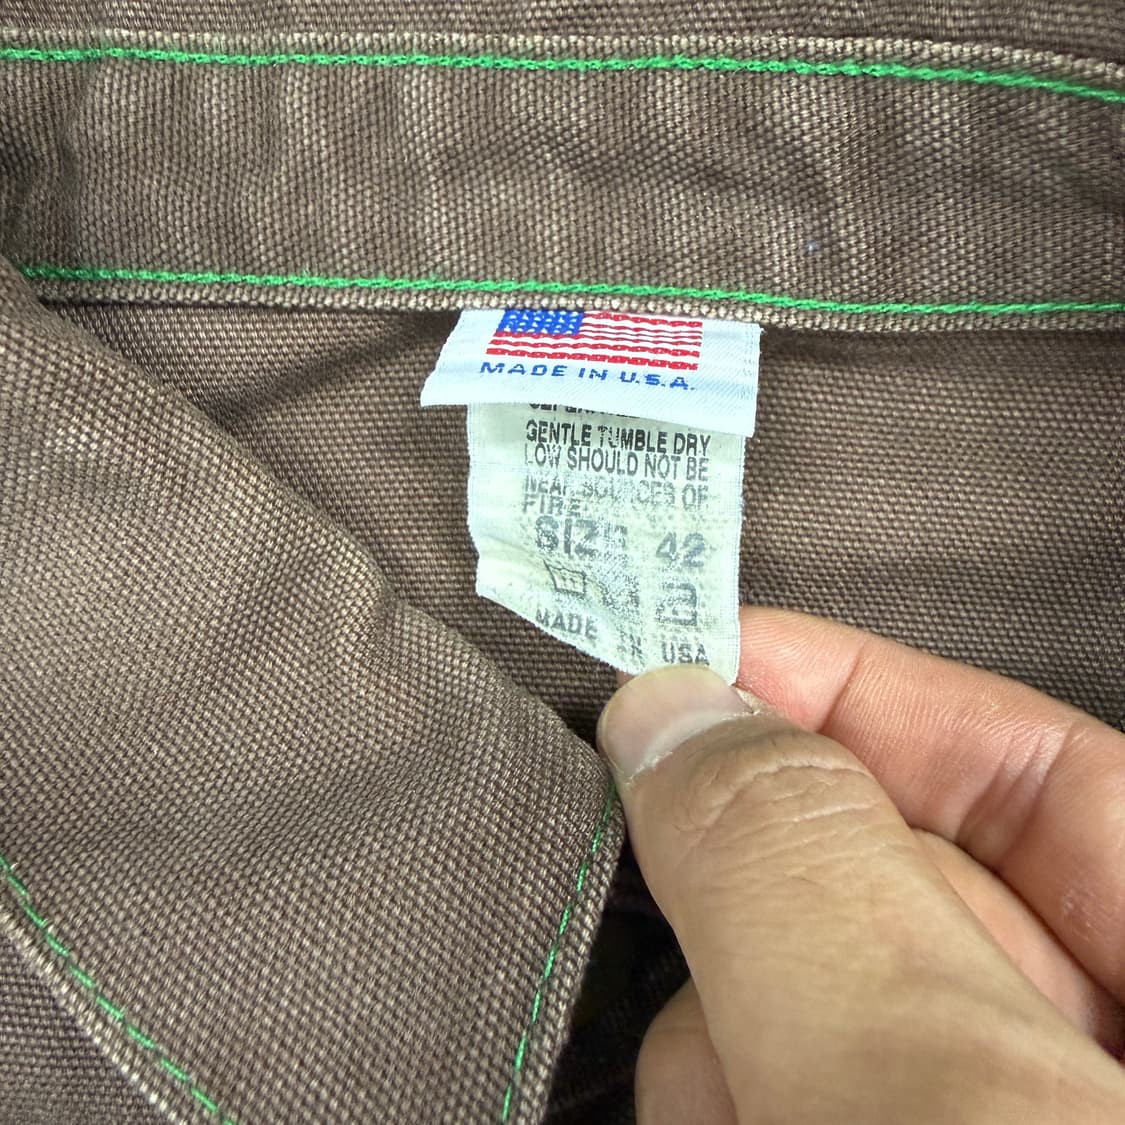 MADE IN U.S.A.
GENTLE TUMBLE DRY
LOW SHOULD NOT BE
NEAR SOURCES OF
FIRE
SIZE 42
MADE IN USA